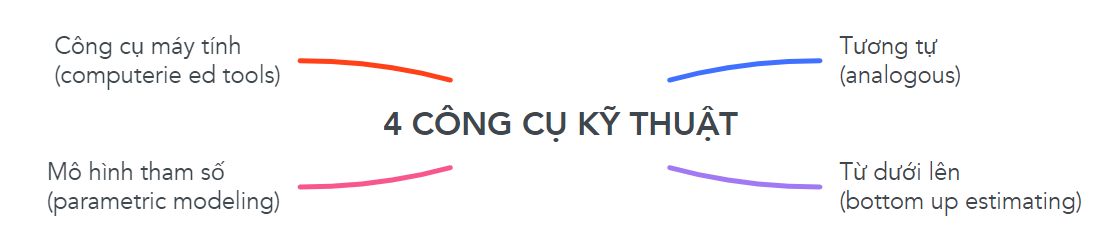 Công cụ máy tính
(computerie ed tools)
Tương tự
(analogous)
4 CÔNG CỤ KỸ THUẬT
Mô hình tham số
(parametric modeling)
Từ dưới lên
(bottom up estimating)